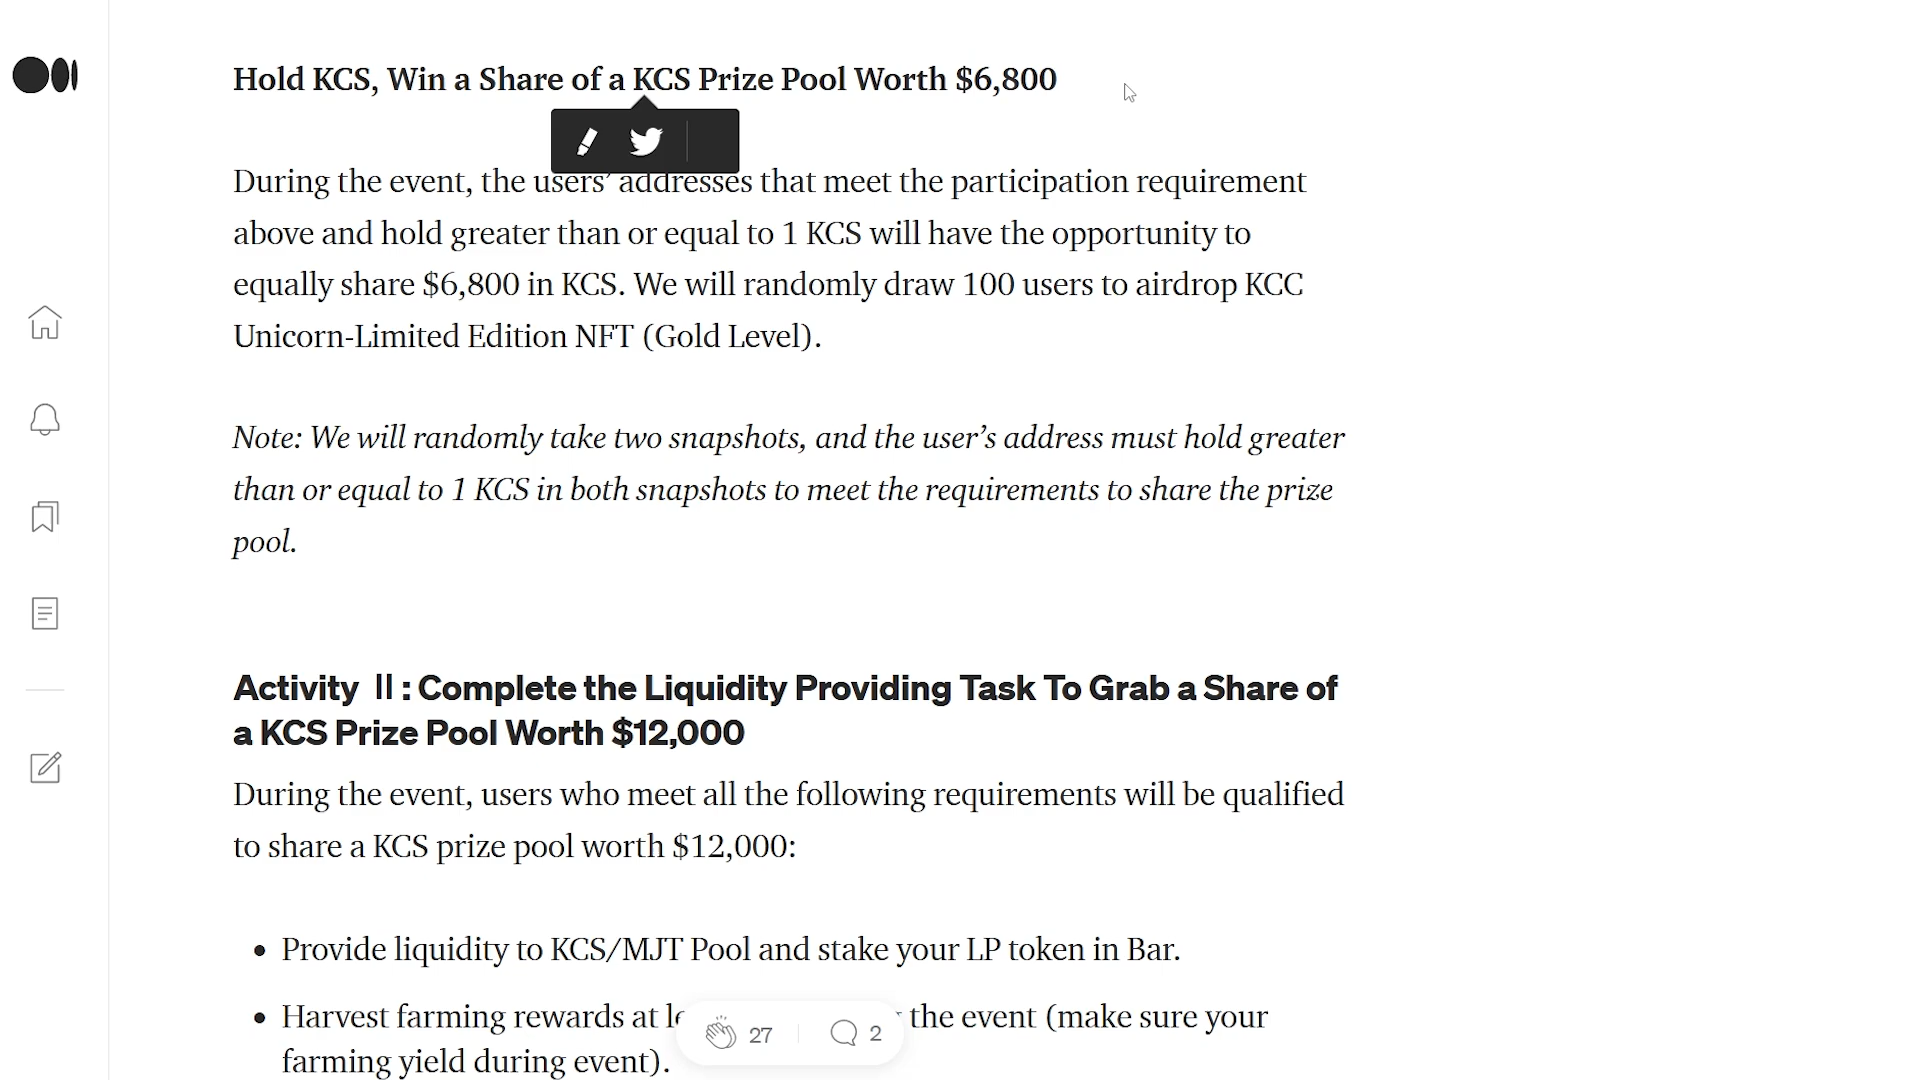 Hold KCS, Win a Share of a KCS Prize Pool Worth $6,800
During the event, the users’ addresses that meet the participation requirement
above and hold greater than or equal to 1 KCS will have the opportunity to
equally share $6,800 in KCS. We will randomly draw 100 users to airdrop KCC
Unicorn-Limited Edition NFT (Gold Level).
Note: We will randomly take two snapshots, and the user’s address must hold greater
than or equal to 1 KCS in both snapshots to meet the requirements to share the prize
pool.
Activity Ⅱ: Complete the Liquidity Providing Task To Grab a Share of
a KCS Prize Pool Worth $12,000
During the event, users who meet all the following requirements will be qualified
to share a KCS prize pool worth $12,000:
• Provide liquidity to KCS/MJT Pool and stake your LP token in Bar.
• Harvest farming rewards at the event (make sure your
farming yield during event).
27
2